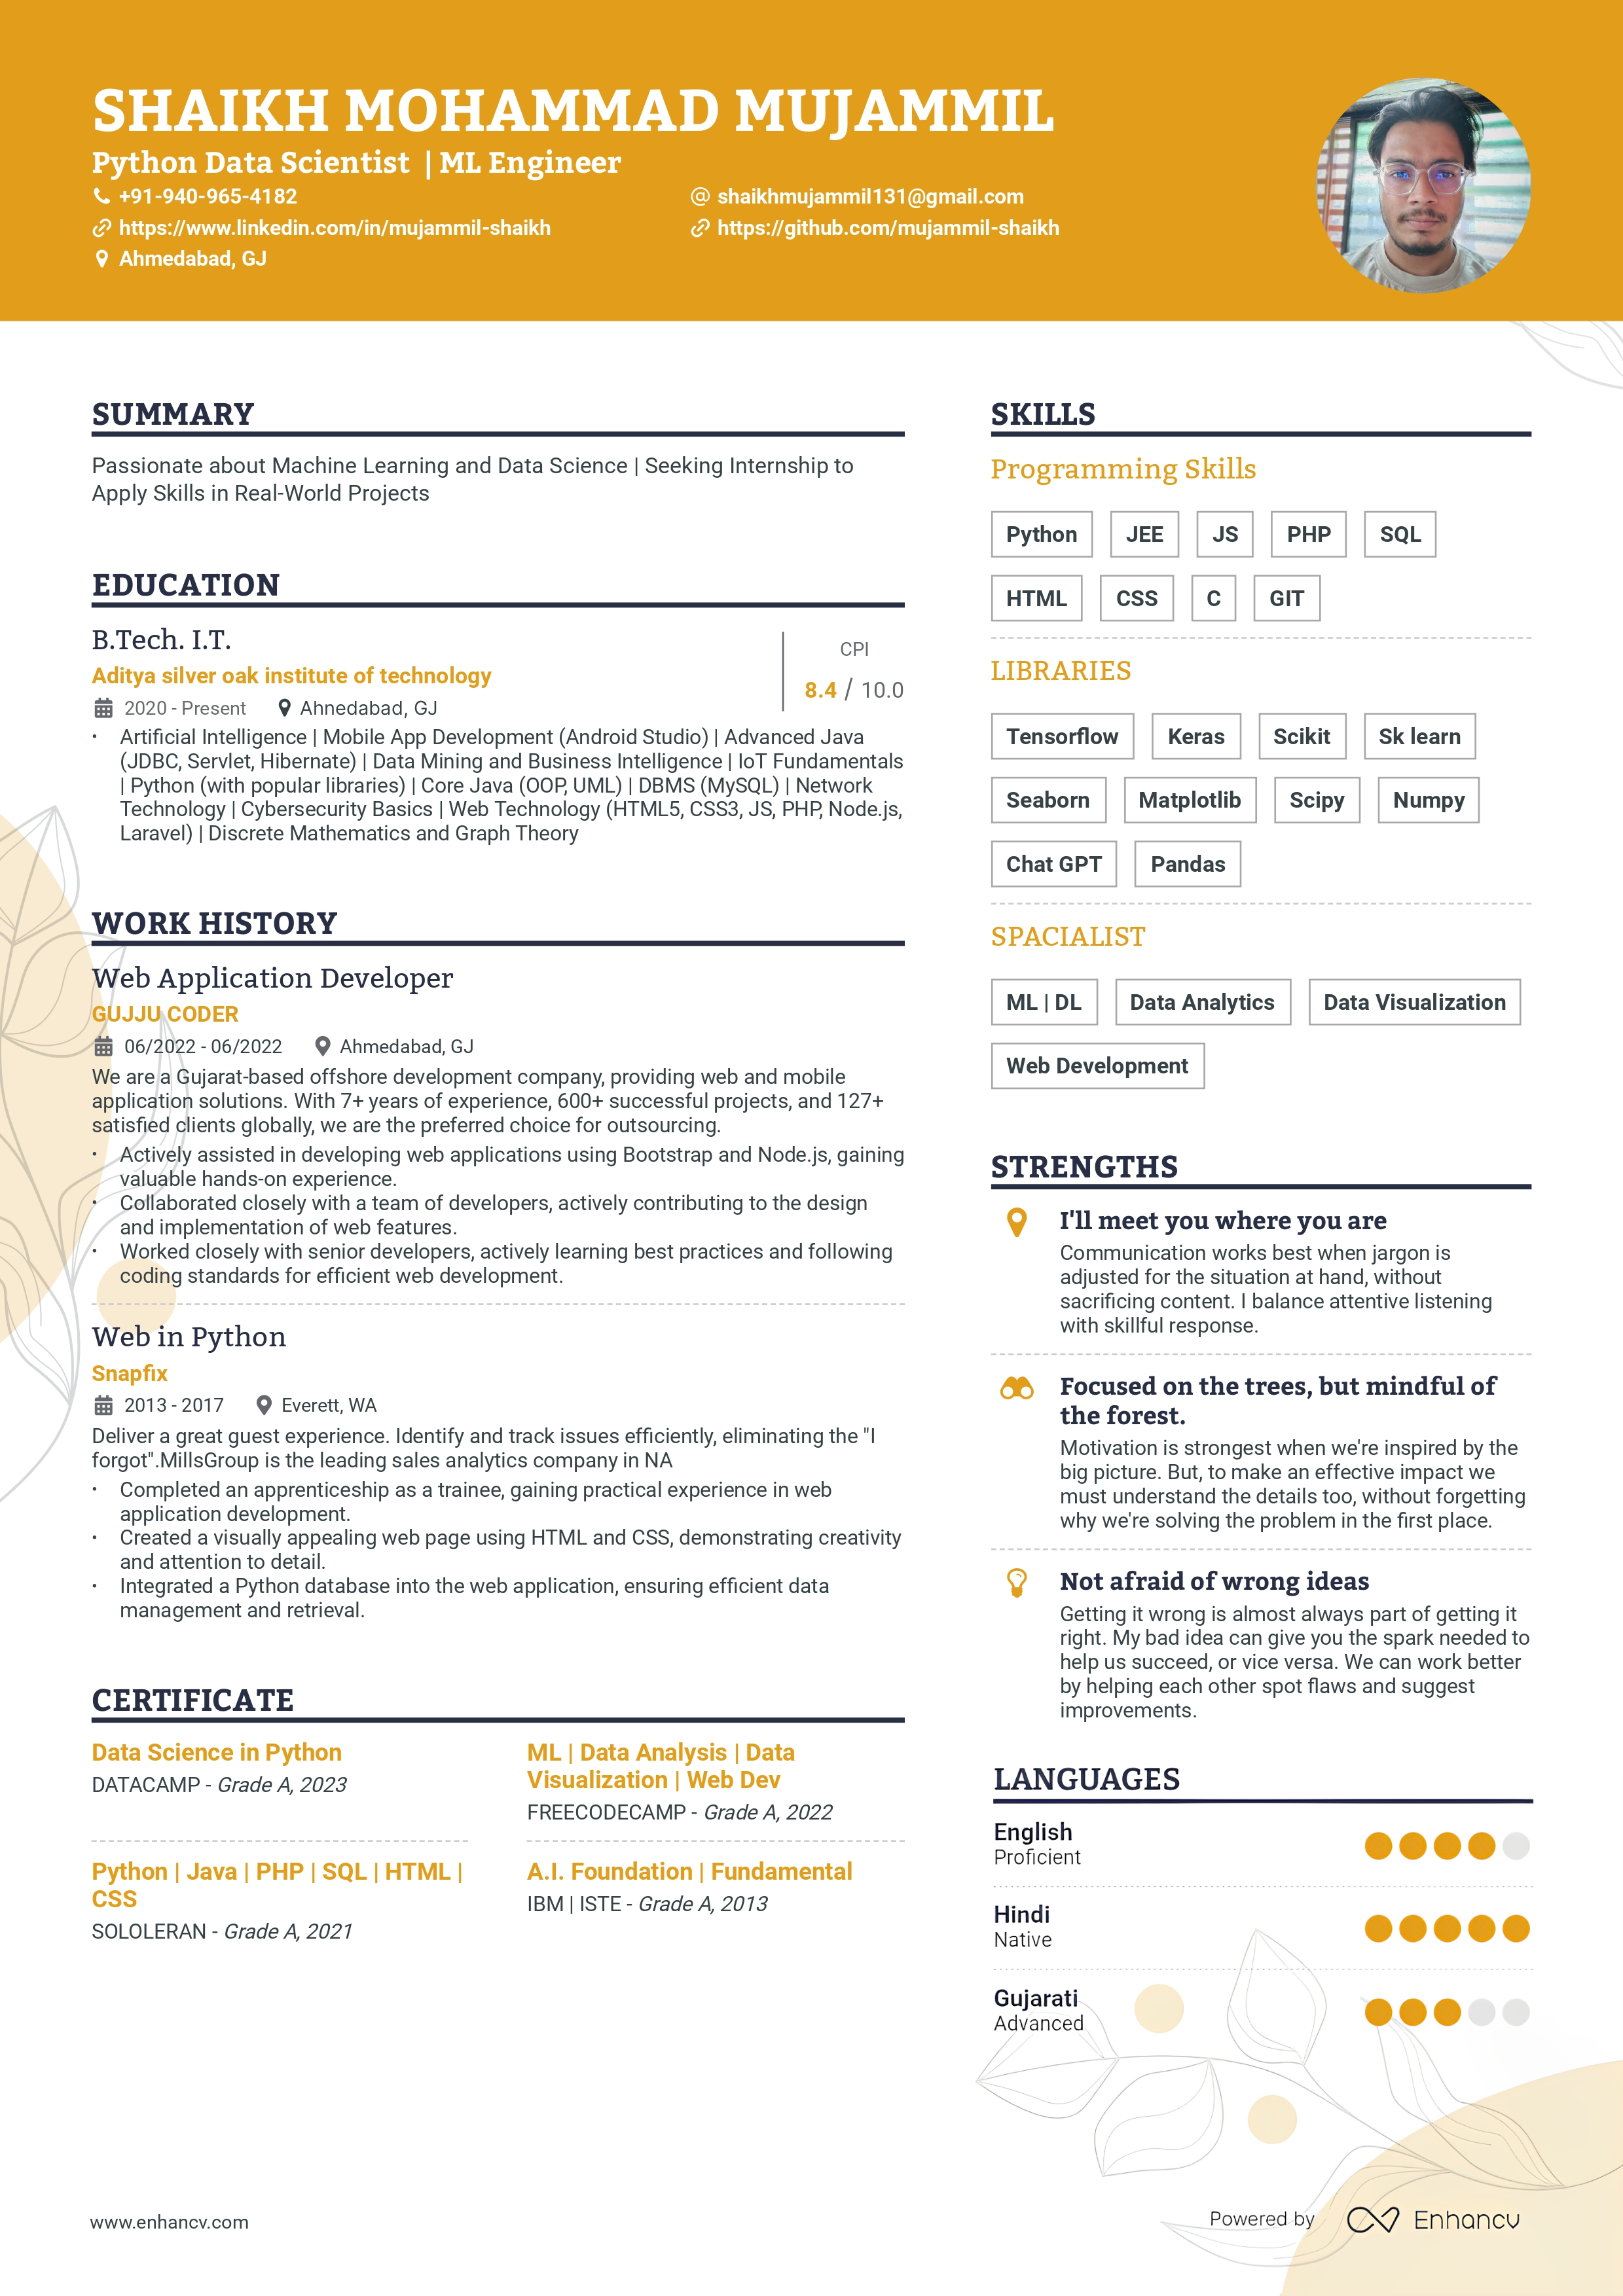 SHAIKH MOHAMMAD MUJAMMIL
Python Data Scientist | ML Engineer
+91-940-965-4182
shaikhmujammil131@gmail.com
https://www.linkedin.com/in/mujammil-shaikh
https://github.com/mujammil-shaikh
Ahmedabad, GJ
SUMMARY
Passionate about Machine Learning and Data Science | Seeking Internship to
Apply Skills in Real-World Projects
EDUCATION
B.Tech. I.T.
Aditya silver oak institute of technology
2020 - Present
Ahnedabad, GJ
CPI
8.4 / 10.0
• Artificial Intelligence | Mobile App Development (Android Studio) | Advanced Java
(JDBC, Servlet, Hibernate) | Data Mining and Business Intelligence | IoT Fundamentals
| Python (with popular libraries) | Core Java (OOP, UML) | DBMS (MySQL) | Network
Technology | Cybersecurity Basics | Web Technology (HTML5, CSS3, JS, PHP, Node.js,
Laravel) | Discrete Mathematics and Graph Theory
WORK HISTORY
Web Application Developer
GUJJU CODER
06/2022 - 06/2022
Ahmedabad, GJ
We are a Gujarat-based offshore development company, providing web and mobile
application solutions. With 7+ years of experience, 600+ successful projects, and 127+
satisfied clients globally, we are the preferred choice for outsourcing.
• Actively assisted in developing web applications using Bootstrap and Node.js, gaining
valuable hands-on experience.
• Collaborated closely with a team of developers, actively contributing to the design
and implementation of web features.
• Worked closely with senior developers, actively learning best practices and following
coding standards for efficient web development.
Web in Python
Snapfix
2013 - 2017
Everett, WA
Deliver a great guest experience. Identify and track issues efficiently, eliminating the "I
forgot".MillsGroup is the leading sales analytics company in NA
• Completed an apprenticeship as a trainee, gaining practical experience in web
application development.
• Created a visually appealing web page using HTML and CSS, demonstrating creativity
and attention to detail.
• Integrated a Python database into the web application, ensuring efficient data
management and retrieval.
CERTIFICATE
Data Science in Python
DATACAMP - Grade A, 2023
ML | Data Analysis | Data
Visualization | Web Dev
FREECODECAMP - Grade A, 2022
Python | Java | PHP | SQL | HTML |
CSS
SOLOLERAN - Grade A, 2021
A.I. Foundation | Fundamental
IBM | ISTE - Grade A, 2013
SKILLS
Programming Skills
Python JEE JS PHP SQL
HTML CSS C GIT
LIBRARIES
Tensorflow Keras Scikit Sk learn
Seaborn Matplotlib Scipy Numpy
Chat GPT Pandas
SPACIALIST
ML | DL Data Analytics Data Visualization
Web Development
STRENGTHS
I'll meet you where you are
Communication works best when jargon is
adjusted for the situation at hand, without
sacrificing content. I balance attentive listening
with skillful response.
Focused on the trees, but mindful of
the forest.
Motivation is strongest when we're inspired by the
big picture. But, to make an effective impact we
must understand the details too, without forgetting
why we're solving the problem in the first place.
Not afraid of wrong ideas
Getting it wrong is almost always part of getting it
right. My bad idea can give you the spark needed to
help us succeed, or vice versa. We can work better
by helping each other spot flaws and suggest
improvements.
LANGUAGES
English
Proficient
Hindi
Native
Gujarati
Advanced
www.enhancv.com
Powered by Enhancv